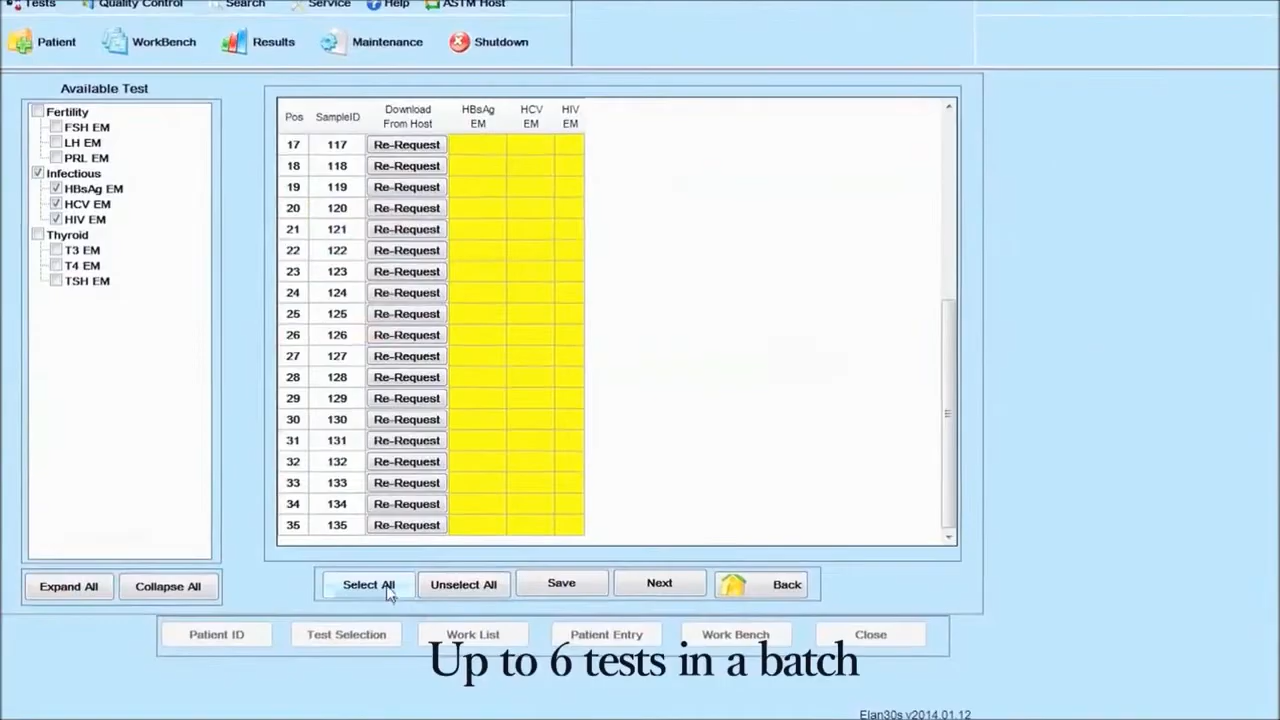 Tests Quality Control Search Service Help ASTM Host
Patient WorkBench Results Maintenance Shutdown
Available Test
Fertility
FSH EM
LH EM
PRL EM
Infectious
HBsAg EM
HCV EM
HIV EM
Thyroid
T3 EM
T4 EM
TSH EM
Expand All Collapse All
Pos SampleID Download From Host HBsAg EM HCV EM HIV EM
17 117 Re-Request
18 118 Re-Request
19 119 Re-Request
20 120 Re-Request
21 121 Re-Request
22 122 Re-Request
23 123 Re-Request
24 124 Re-Request
25 125 Re-Request
26 126 Re-Request
27 127 Re-Request
28 128 Re-Request
29 129 Re-Request
30 130 Re-Request
31 131 Re-Request
32 132 Re-Request
33 133 Re-Request
34 134 Re-Request
35 135 Re-Request
Select All Unselect All Save Next Back
Patient ID Test Selection Work List Patient Entry Work Bench Close
Up to 6 tests in a batch
Elan30s v2014.01.12